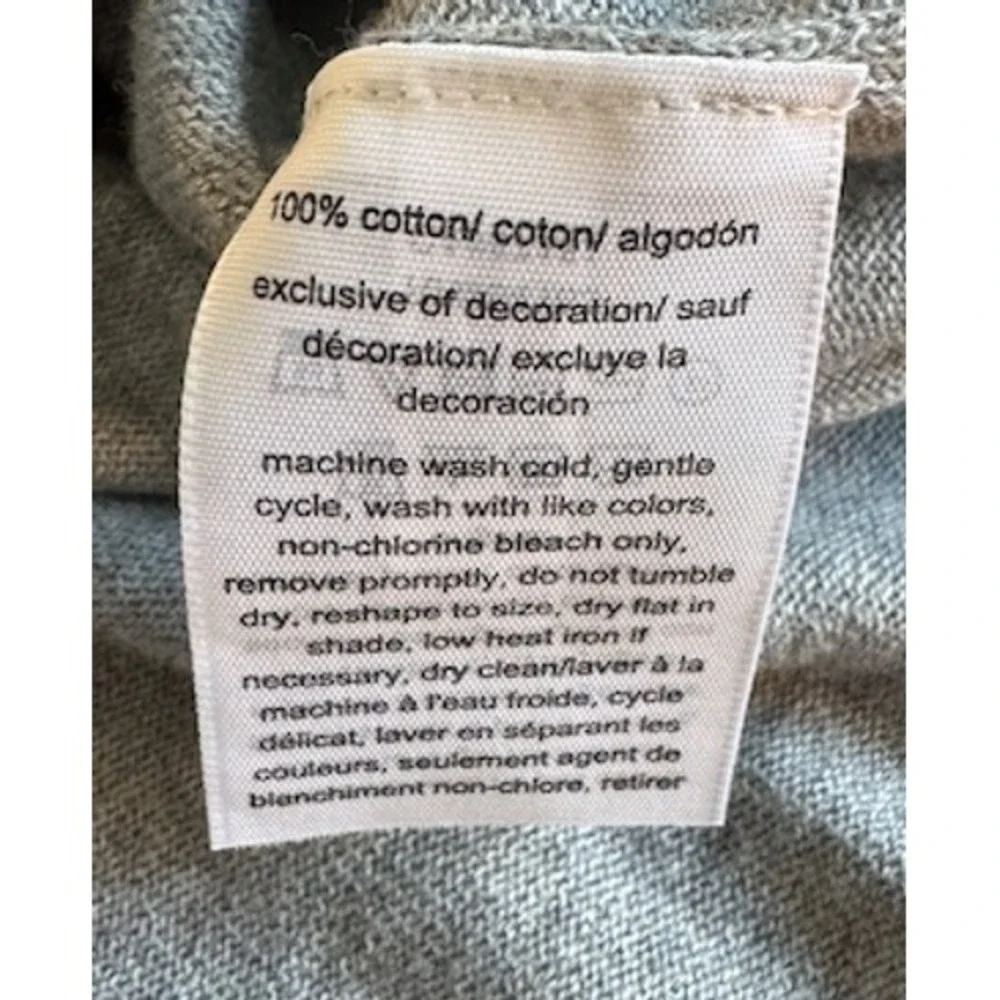 100% cotton/ coton/ algodón
exclusive of decoration/ sauf
décoration/ excluye la
decoración
machine wash cold, gentle
cycle, wash with like colors,
non-chlorine bleach only,
remove promptly, do not tumble
dry, reshape to size, dry flat in
shade, low heat iron if
necessary, dry clean/laver à la
machine à l'eau froide, cycle
délicat, laver en séparant les
couleurs, seulement agent de
blanchiment non-chlore, retirer